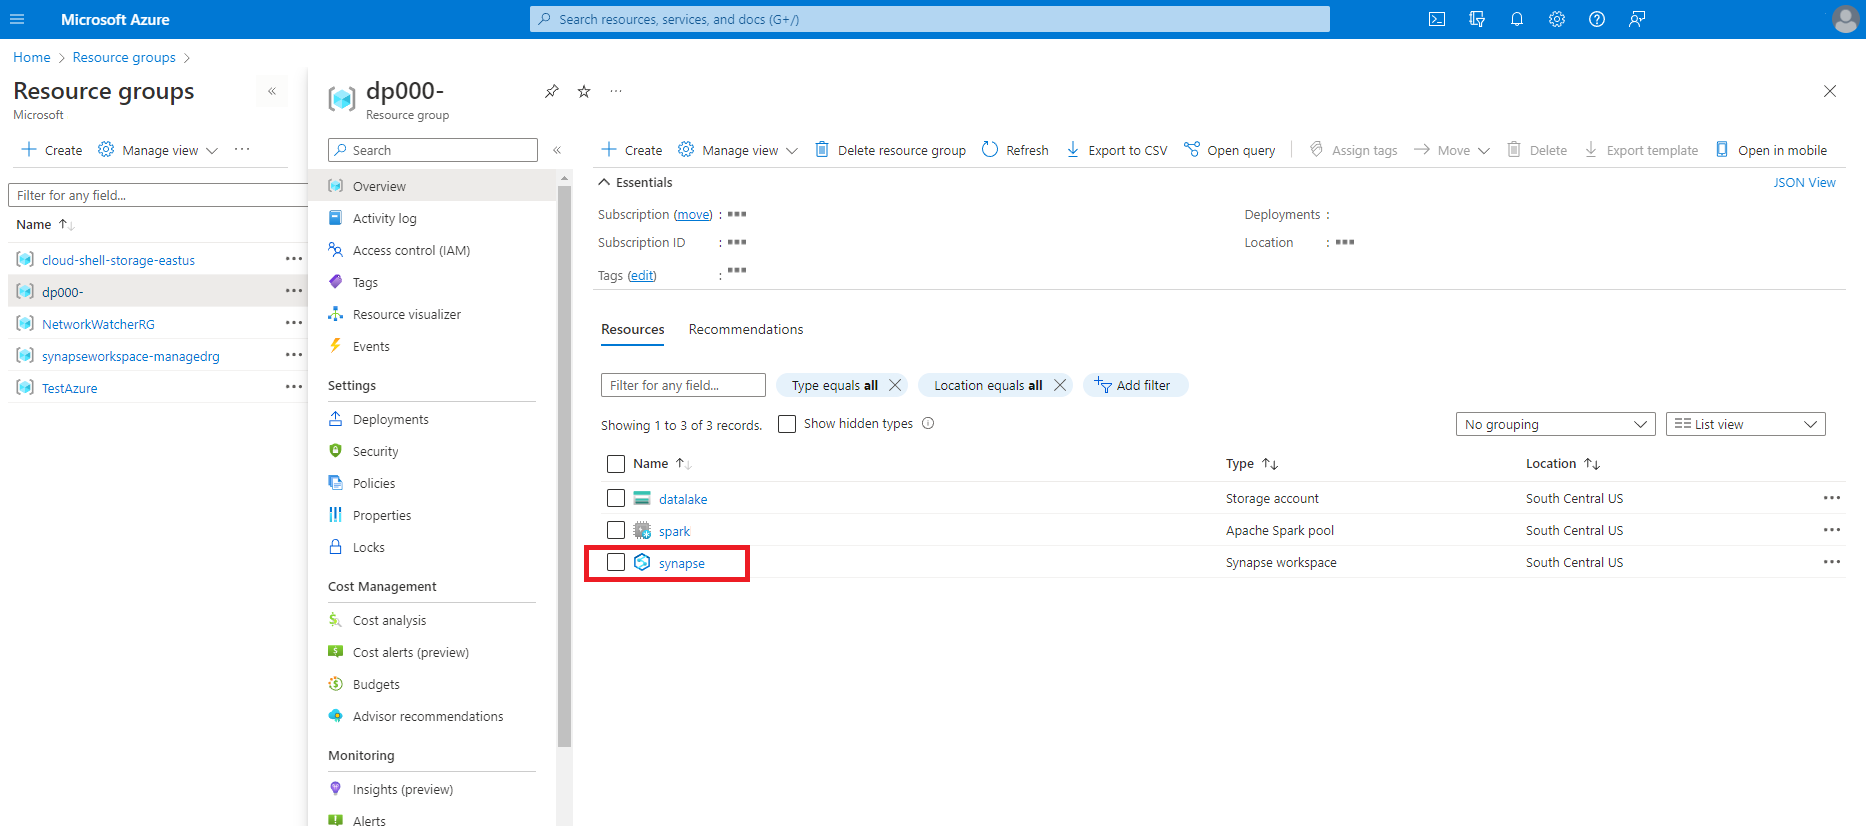 Microsoft Azure
Search resources, services, and docs (G+/)
Home > Resource groups >
Resource groups
Microsoft
Create Manage view
Filter for any field...
Name
cloud-shell-storage-eastus
dp000-
NetworkWatcherRG
synapseworkspace-managedrg
TestAzure
dp000-
Resource group
Search
Overview
Activity log
Access control (IAM)
Tags
Resource visualizer
Events
Settings
Deployments
Security
Policies
Properties
Locks
Cost Management
Cost analysis
Cost alerts (preview)
Budgets
Advisor recommendations
Monitoring
Insights (preview)
Alerts
Create Manage view Delete resource group Refresh Export to CSV Open query Assign tags Move Delete Export template Open in mobile
Essentials JSON View
Subscription (move) : Deployments :
Subscription ID : Location :
Tags (edit) :
Resources Recommendations
Filter for any field... Type equals all Location equals all Add filter
Showing 1 to 3 of 3 records. Show hidden types No grouping List view
Name Type Location
datalake Storage account South Central US
spark Apache Spark pool South Central US
synapse Synapse workspace South Central US